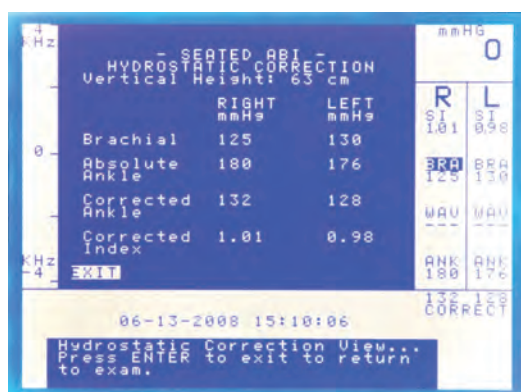 4
KHz
mmHG
0
- SEATED ABI -
HYDROSTATIC CORRECTION
Vertical Height: 63 cm
RIGHT LEFT
mmHg mmHg
Brachial 125 130
Absolute 180 176
Ankle
Corrected 132 128
Ankle
Corrected 1.01 0.98
Index
EXIT
0
KHz
-4
R L
SI SI
1.01 0.98
BRA BRA
125 130
WAV WAV
--- ---
ANK ANK
180 176
132 128
CORRECT
06-13-2008 15:10:06
Hydrostatic Correction View...
Press ENTER to exit to return
to exam.